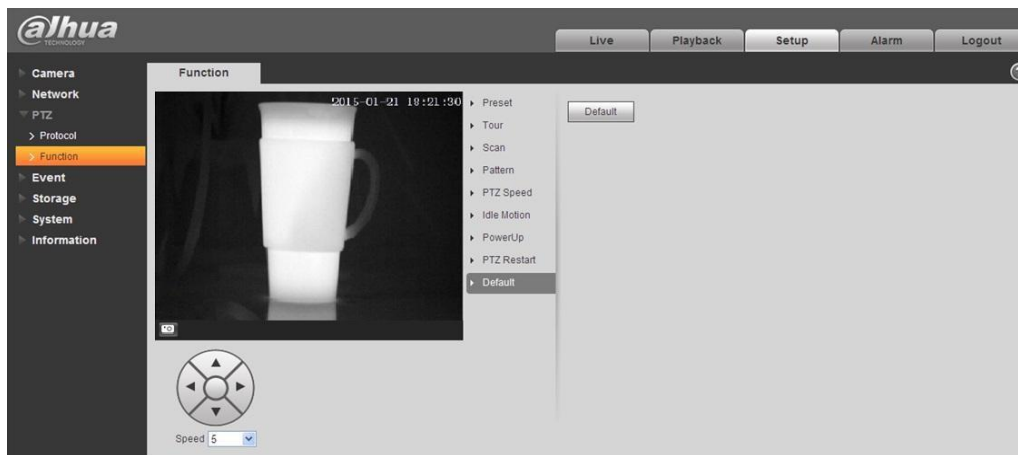 alhua
TECHNOLOGY
Live Playback Setup Alarm Logout
Camera
Network
PTZ
Protocol
Function
Event
Storage
System
Information
Function
2015-01-21 18:21:30
Preset
Tour
Scan
Pattern
PTZ Speed
Idle Motion
PowerUp
PTZ Restart
Default
Default
Speed 5